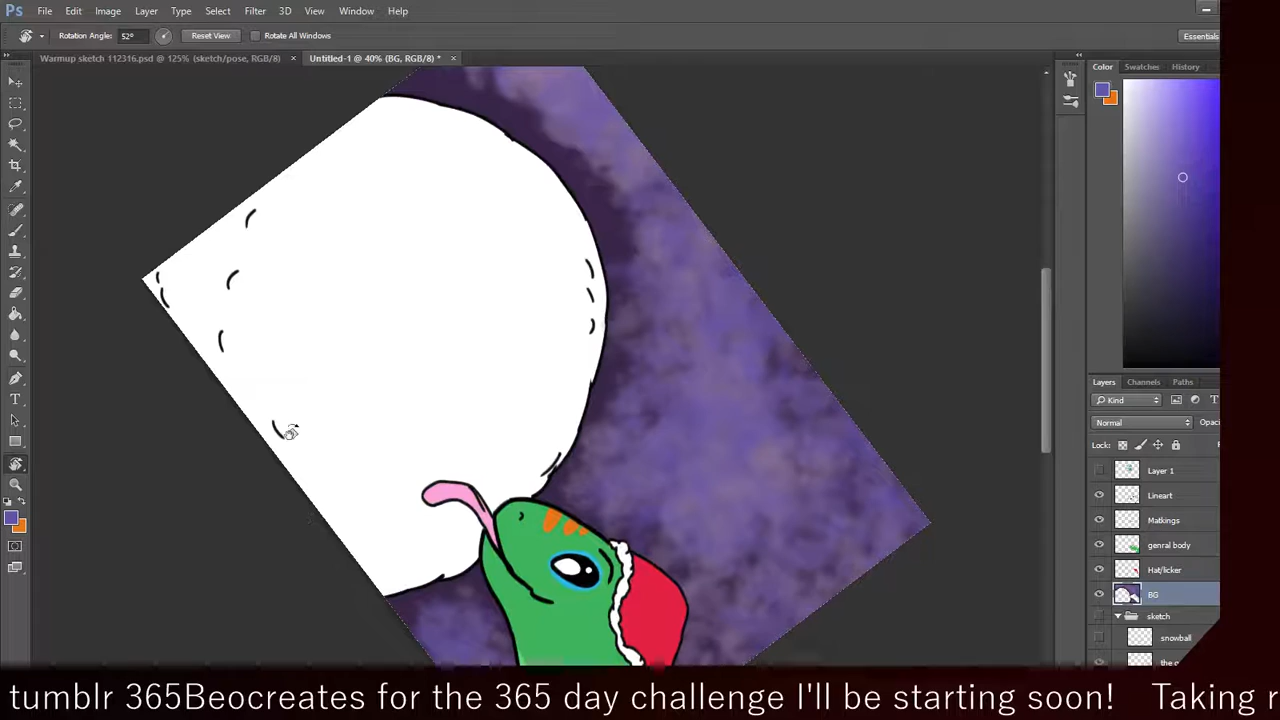 Ps File Edit Image Layer Type Select Filter 3D View Window Help
Rotation Angle: 52° Reset View Rotate All Windows Essentials
Warmup sketch 112316.psd @ 125% (sketch/pose, RGB/8) × Untitled-1 @ 40% (BG, RGB/8) * ×
Color Swatches History
Layers Channels Paths
Kind
Normal Opac
Lock:
Layer 1
Lineart
Matkings
genral body
Hat/licker
BG
sketch
snowball
the
tumblr 365Beocreates for the 365 day challenge I'll be starting soon! Taking r